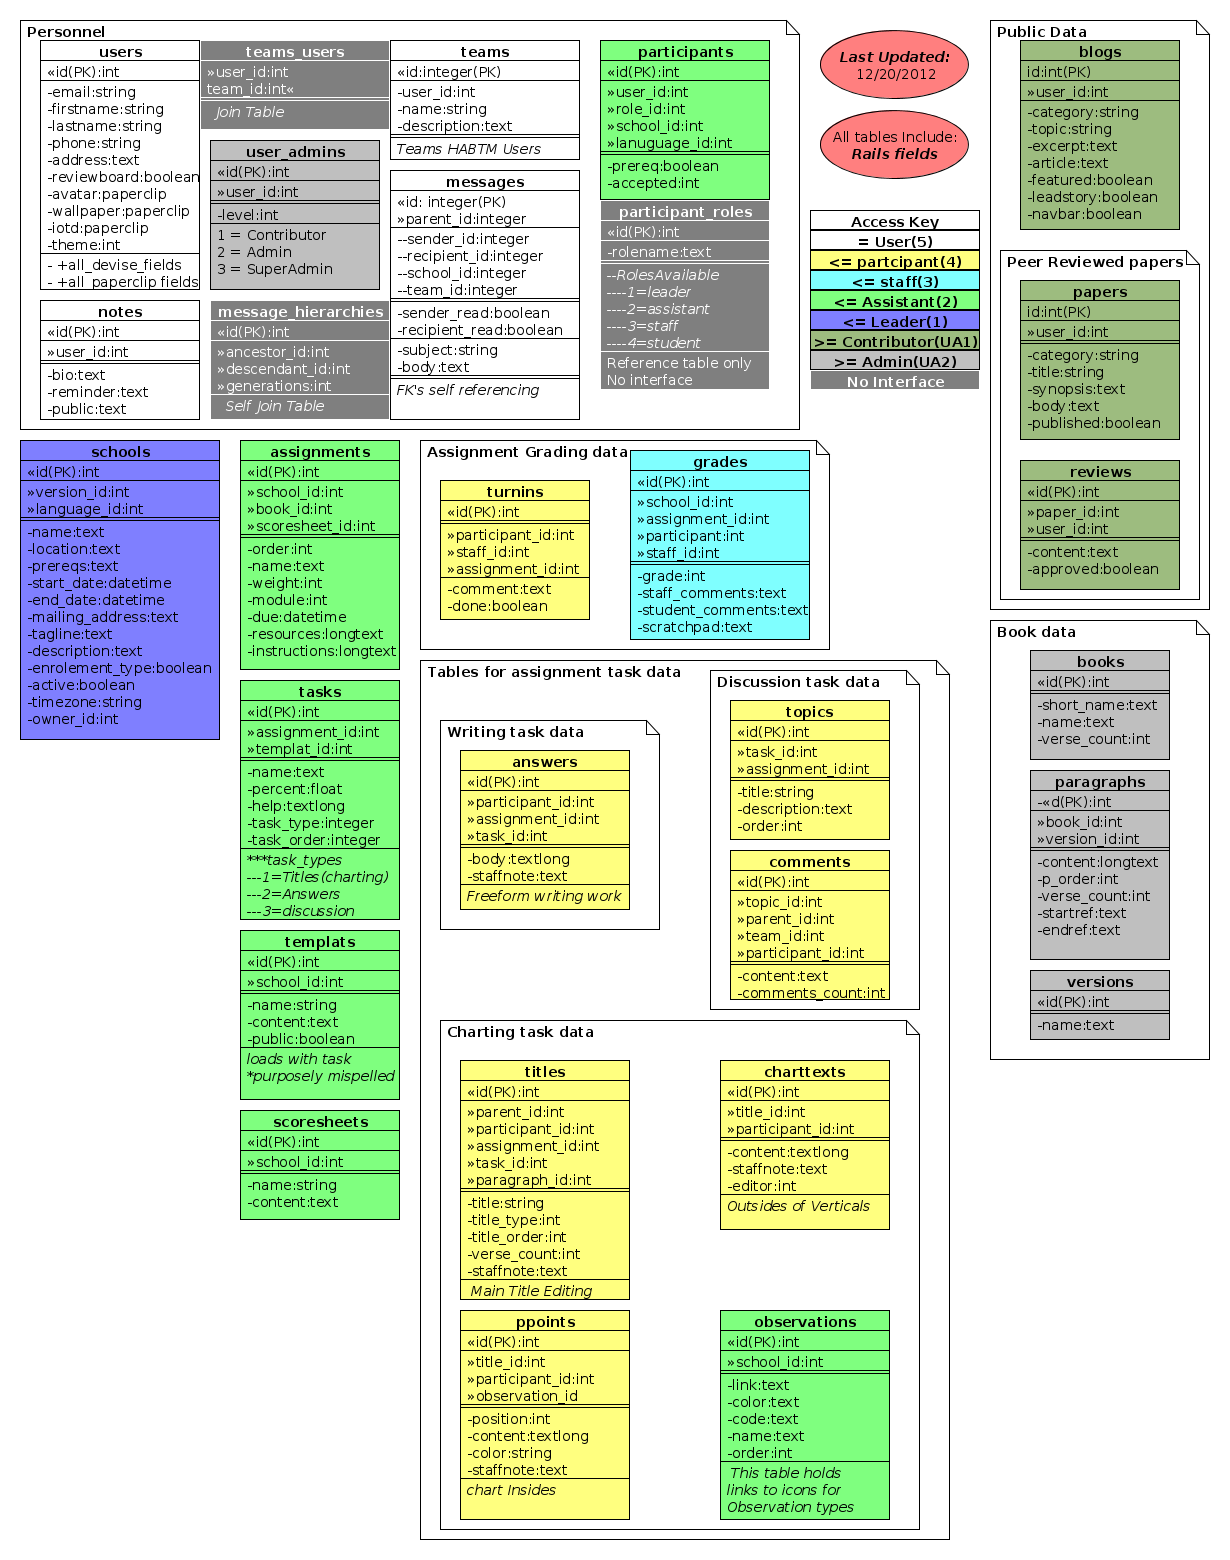 Personnel
users
«id(PK):int
-email:string
-firstname:string
-lastname:string
-phone:string
-address:text
-reviewboard:boolean
-avatar:paperclip
-wallpaper:paperclip
-iotd:paperclip
-theme:int
- +all_devise_fields
- +all_paperclip fields
teams_users
»user_id:int
team_id:int«
Join Table
teams
«id:integer(PK)
-user_id:int
-name:string
-description:text
Teams HABTM Users
participants
«id(PK):int
»user_id:int
»role_id:int
»school_id:int
»lanuguage_id:int
-prereq:boolean
-accepted:int
user_admins
«id(PK):int
»user_id:int
-level:int
1 = Contributor
2 = Admin
3 = SuperAdmin
messages
«id: integer(PK)
»parent_id:integer
--sender_id:integer
--recipient_id:integer
--school_id:integer
--team_id:integer
-sender_read:boolean
-recipient_read:boolean
-subject:string
-body:text
FK's self referencing
participant_roles
«id(PK):int
-rolename:text
--RolesAvailable
----1=leader
----2=assistant
----3=staff
----4=student
Reference table only
No interface
notes
«id(PK):int
»user_id:int
-bio:text
-reminder:text
-public:text
message_hierarchies
«id(PK):int
»ancestor_id:int
»descendant_id:int
»generations:int
Self Join Table
Last Updated:
12/20/2012
All tables Include:
Rails fields
Access Key
= User(5)
<= partcipant(4)
<= staff(3)
<= Assistant(2)
<= Leader(1)
>= Contributor(UA1)
>= Admin(UA2)
No Interface
Public Data
blogs
id:int(PK)
»user_id:int
-category:string
-topic:string
-excerpt:text
-article:text
-featured:boolean
-leadstory:boolean
-navbar:boolean
Peer Reviewed papers
papers
id:int(PK)
»user_id:int
-category:string
-title:string
-synopsis:text
-body:text
-published:boolean
reviews
«id(PK):int
»paper_id:int
»user_id:int
-content:text
-approved:boolean
schools
«id(PK):int
»version_id:int
»language_id:int
-name:text
-location:text
-prereqs:text
-start_date:datetime
-end_date:datetime
-mailing_address:text
-tagline:text
-description:text
-enrolement_type:boolean
-active:boolean
-timezone:string
-owner_id:int
assignments
«id(PK):int
»school_id:int
»book_id:int
»scoresheet_id:int
-order:int
-name:text
-weight:int
-module:int
-due:datetime
-resources:longtext
-instructions:longtext
tasks
«id(PK):int
»assignment_id:int
»templat_id:int
-name:text
-percent:float
-help:textlong
-task_type:integer
-task_order:integer
***task_types
---1=Titles(charting)
---2=Answers
---3=discussion
templats
«id(PK):int
»school_id:int
-name:string
-content:text
-public:boolean
loads with task
*purposely mispelled
scoresheets
«id(PK):int
»school_id:int
-name:string
-content:text
Assignment Grading data
turnins
«id(PK):int
»participant_id:int
»staff_id:int
»assignment_id:int
-comment:text
-done:boolean
grades
«id(PK):int
»school_id:int
»assignment_id:int
»participant:int
»staff_id:int
-grade:int
-staff_comments:text
-student_comments:text
-scratchpad:text
Tables for assignment task data
Writing task data
answers
«id(PK):int
»participant_id:int
»assignment_id:int
»task_id:int
-body:textlong
-staffnote:text
Freeform writing work
Discussion task data
topics
«id(PK):int
»task_id:int
»assignment_id:int
-title:string
-description:text
-order:int
comments
«id(PK):int
»topic_id:int
»parent_id:int
»team_id:int
»participant_id:int
-content:text
-comments_count:int
Charting task data
titles
«id(PK):int
»parent_id:int
»participant_id:int
»assignment_id:int
»task_id:int
»paragraph_id:int
-title:string
-title_type:int
-title_order:int
-verse_count:int
-staffnote:text
Main Title Editing
charttexts
«id(PK):int
»title_id:int
»participant_id:int
-content:textlong
-staffnote:text
-editor:int
Outsides of Verticals
ppoints
«id(PK):int
»title_id:int
»participant_id:int
»observation_id
-position:int
-content:textlong
-color:string
-staffnote:text
chart Insides
observations
«id(PK):int
»school_id:int
-link:text
-color:text
-code:text
-name:text
-order:int
This table holds
links to icons for
Observation types
Book data
books
«id(PK):int
-short_name:text
-name:text
-verse_count:int
paragraphs
-«d(PK):int
»book_id:int
»version_id:int
-content:longtext
-p_order:int
-verse_count:int
-startref:text
-endref:text
versions
«id(PK):int
-name:text